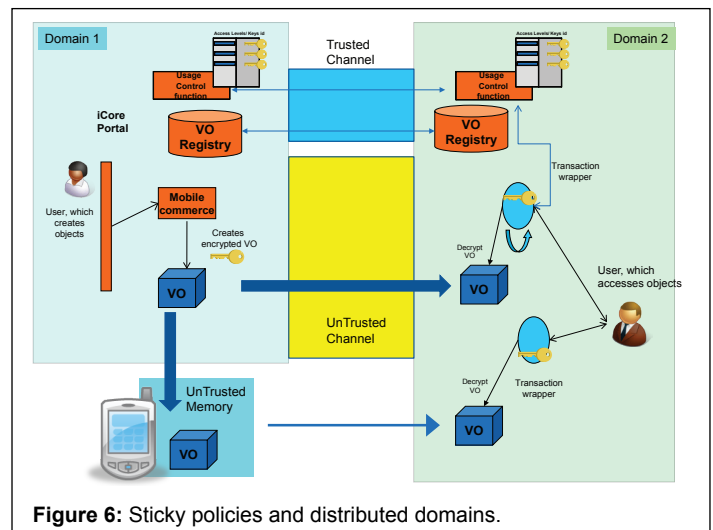 Domain 1
Access Levels/ Keys id
Usage
Control
function
iCore
Portal
VO
Registry
User, which
creates
objects
Mobile
commerce
Creates
encrypted VO
VO
UnTrusted
Memory
VO
Trusted
Channel
UnTrusted
Channel
Domain 2
Access Levels/ Keys id
Usage
Control
function
VO
Registry
Transaction
wrapper
Decrypt
VO
VO
User, which
accesses objects
Decrypt
VO
Transaction
wrapper
VO
Figure 6: Sticky policies and distributed domains.